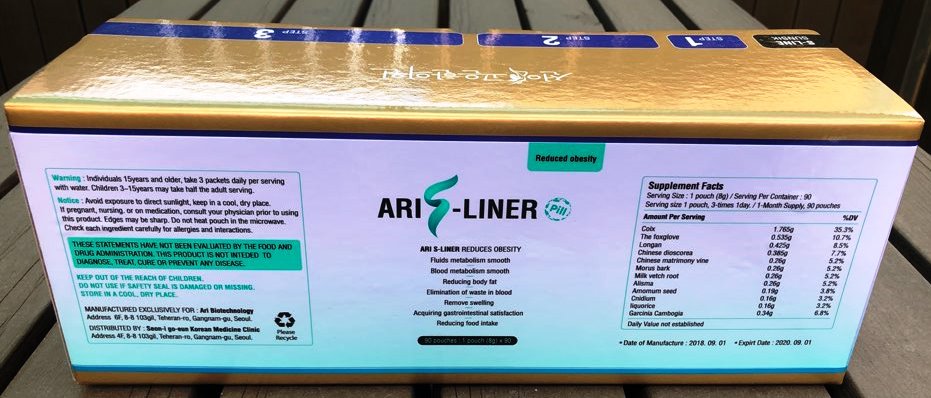 STEP 3
STEP 2
STEP 1
S-LINE
Reduced obesity
ARI S-LINER Pill
ARI S-LINER REDUCES OBESITY
Fluids metabolism smooth
Blood metabolism smooth
Reducing body fat
Elimination of waste in blood
Remove swelling
Acquiring gastrointestinal satisfaction
Reducing food intake
90 pouches : 1 pouch (8g) × 90
Warning : Individuals 15years and older, take 3 packets daily per serving
with water. Children 3~15years may take half the adult serving.
Notice : Avoid exposure to direct sunlight, keep in a cool, dry place.
If pregnant, nursing, or on medication, consult your physician prior to using
this product. Edges may be sharp. Do not heat pouch in the microwave.
Check each ingredient carefully for allergies and interactions.
THESE STATEMENTS HAVE NOT BEEN EVALUATED BY THE FOOD AND
DRUG ADMINISTRATION. THIS PRODUCT IS NOT INTEDED TO
DIAGNOSE, TREAT, CURE OR PREVENT ANY DISEASE.
KEEP OUT OF THE REACH OF CHILDREN.
DO NOT USE IF SAFETY SEAL IS DAMAGED OR MISSING.
STORE IN A COOL, DRY PLACE.
MANUFACTURED EXCLUSIVELY FOR : Ari Biotechnology
Address 6F, 8-8 103gil, Teheran-ro, Gangnam-gu, Seoul.
DISTRIBUTED BY : Seon-i go-eun Korean Medicine Clinic
Address 4F, 8-8 103gil, Teheran-ro, Gangnam-gu, Seoul.
Please
Recycle
Supplement Facts
Serving Size : 1 pouch (8g) / Serving Per Container : 90
Serving size 1 pouch, 3-times 1day. / 1-Month Supply, 90 pouches
Amount Per Serving %DV
Coix 1.765g 35.3%
The foxglove 0.535g 10.7%
Longan 0.425g 8.5%
Chinese dioscorea 0.385g 7.7%
Chinese matrimony vine 0.26g 5.2%
Morus bark 0.26g 5.2%
Milk vetch root 0.26g 5.2%
Alisma 0.26g 5.2%
Amomum seed 0.19g 3.8%
Cnidium 0.16g 3.2%
liquorice 0.16g 3.2%
Garcinia Cambogia 0.34g 6.8%
Daily Value not established
• Date of Manufacture : 2018. 09. 01 • Expirt Date : 2020. 09. 01